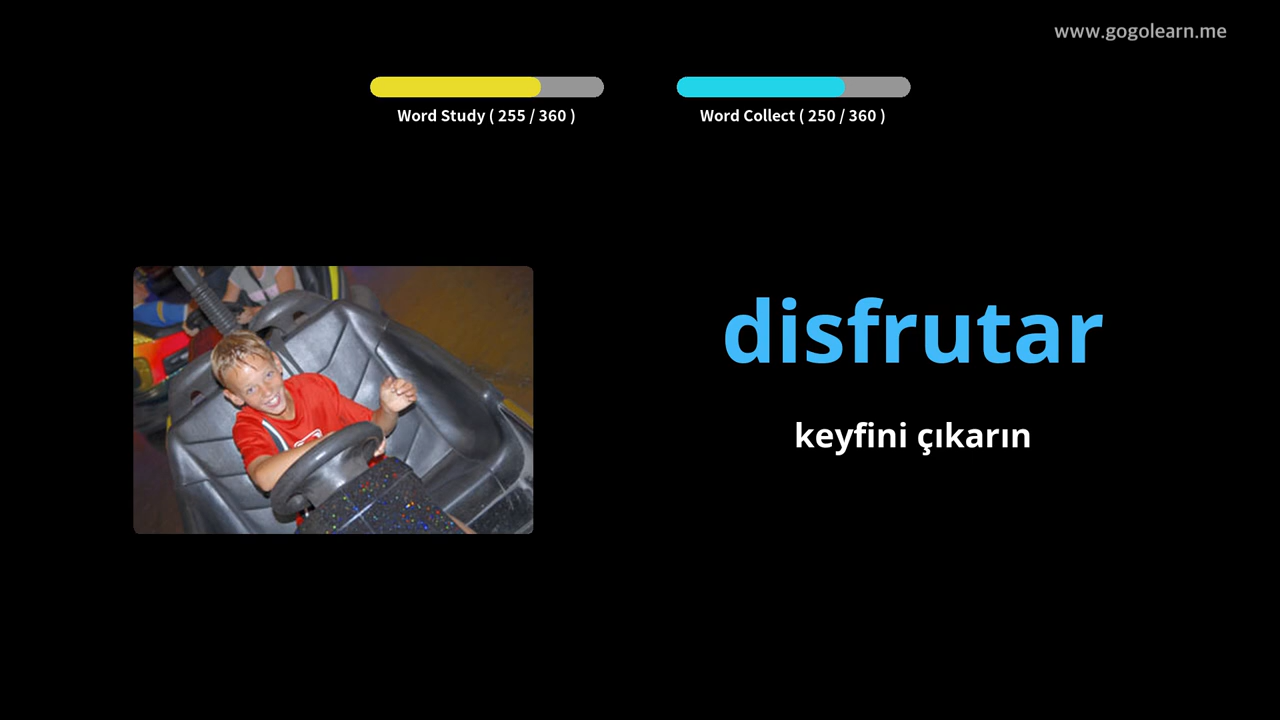 www.gogolearn.me
Word Study ( 255 / 360 )
Word Collect ( 250 / 360 )
disfrutar
keyfini çıkarın